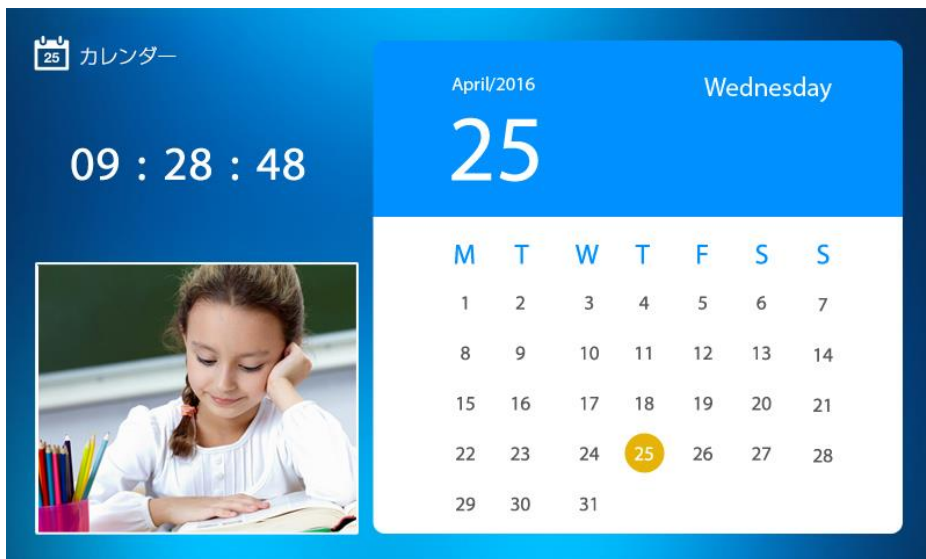 25 カレンダー
09 : 28 : 48
April/2016
Wednesday
25
M T W T F S S
1 2 3 4 5 6 7
8 9 10 11 12 13 14
15 16 17 18 19 20 21
22 23 24 25 26 27 28
29 30 31